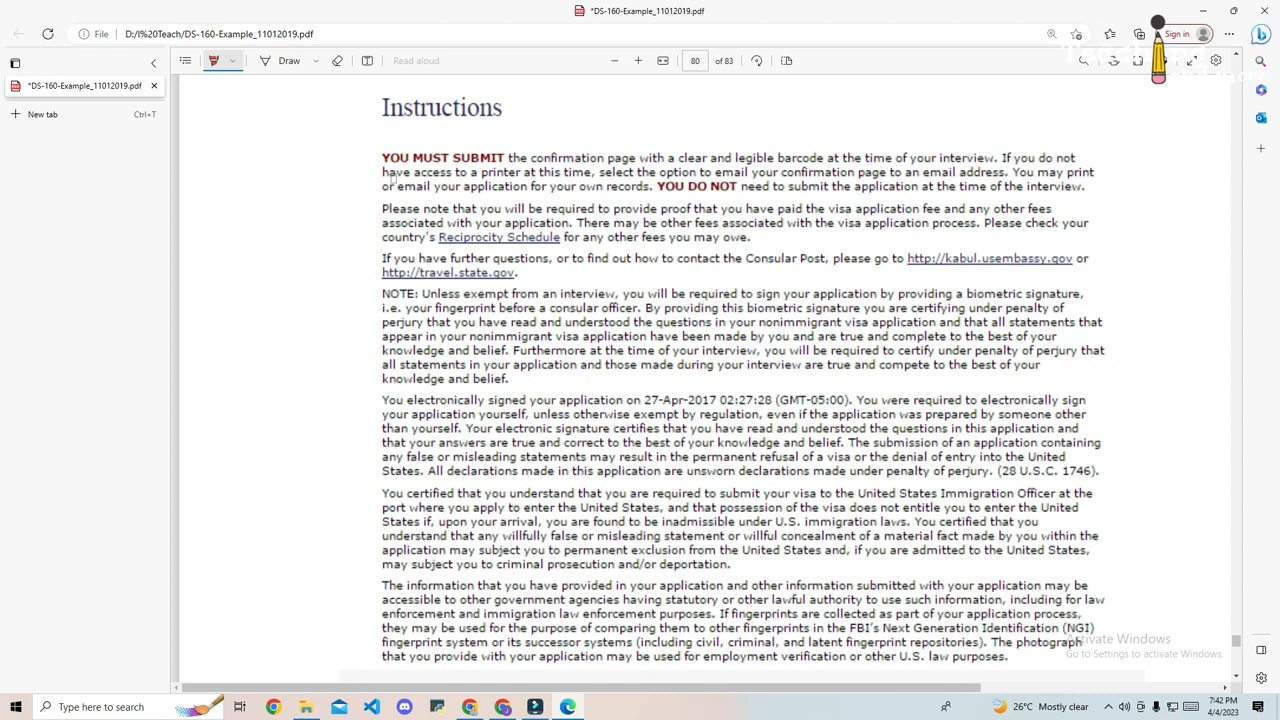 *DS-160-Example_11012019.pdf
File D:/I%20Teach/DS-160-Example_11012019.pdf
Sign in
*DS-160-Example_11012019.pdf
New tab Ctrl+T
Draw
Read aloud
80 of 83
Instructions
YOU MUST SUBMIT the confirmation page with a clear and legible barcode at the time of your interview. If you do not
have access to a printer at this time, select the option to email your confirmation page to an email address. You may print
or email your application for your own records. YOU DO NOT need to submit the application at the time of the interview.
Please note that you will be required to provide proof that you have paid the visa application fee and any other fees
associated with your application. There may be other fees associated with the visa application process. Please check your
country's Reciprocity Schedule for any other fees you may owe.
If you have further questions, or to find out how to contact the Consular Post, please go to http://kabul.usembassy.gov or
http://travel.state.gov.
NOTE: Unless exempt from an interview, you will be required to sign your application by providing a biometric signature,
i.e. your fingerprint before a consular officer. By providing this biometric signature you are certifying under penalty of
perjury that you have read and understood the questions in your nonimmigrant visa application and that all statements that
appear in your nonimmigrant visa application have been made by you and are true and complete to the best of your
knowledge and belief. Furthermore at the time of your interview, you will be required to certify under penalty of perjury that
all statements in your application and those made during your interview are true and compete to the best of your
knowledge and belief.
You electronically signed your application on 27-Apr-2017 02:27:28 (GMT-05:00). You were required to electronically sign
your application yourself, unless otherwise exempt by regulation, even if the application was prepared by someone other
than yourself. Your electronic signature certifies that you have read and understood the questions in this application and
that your answers are true and correct to the best of your knowledge and belief. The submission of an application containing
any false or misleading statements may result in the permanent refusal of a visa or the denial of entry into the United
States. All declarations made in this application are unsworn declarations made under penalty of perjury. (28 U.S.C. 1746).
You certified that you understand that you are required to submit your visa to the United States Immigration Officer at the
port where you apply to enter the United States, and that possession of the visa does not entitle you to enter the United
States if, upon your arrival, you are found to be inadmissible under U.S. immigration laws. You certified that you
understand that any willfully false or misleading statement or willful concealment of a material fact made by you within the
application may subject you to permanent exclusion from the United States and, if you are admitted to the United States,
may subject you to criminal prosecution and/or deportation.
The information that you have provided in your application and other information submitted with your application may be
accessible to other government agencies having statutory or other lawful authority to use such information, including for law
enforcement and immigration law enforcement purposes. If fingerprints are collected as part of your application process,
they may be used for the purpose of comparing them to other fingerprints in the FBI's Next Generation Identification (NGI)
fingerprint system or its successor systems (including civil, criminal, and latent fingerprint repositories). The photograph
that you provide with your application may be used for employment verification or other U.S. law purposes.
Activate Windows
Go to Settings to activate Windows.
Type here to search
26°C Mostly clear
7:42 PM
4/4/2023